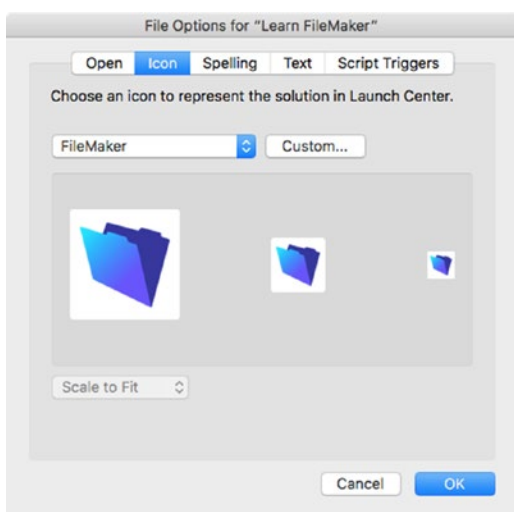 File Options for “Learn FileMaker”
Open Icon Spelling Text Script Triggers
Choose an icon to represent the solution in Launch Center.
FileMaker Custom...
Scale to Fit
Cancel OK